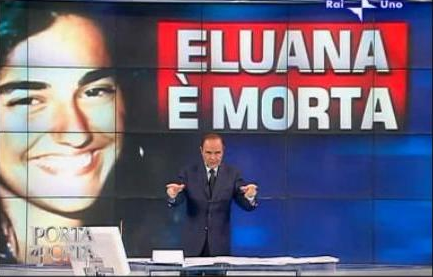 Rai Uno
ELUANA
È MORTA
PORTA
a PORTA